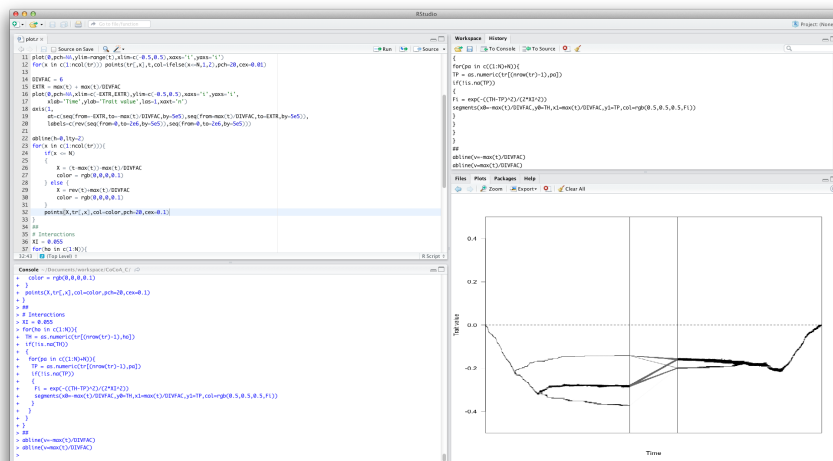 RStudio
Go to file/function
Project: (None
plot.r
Source on Save
Run
Source
11 plot(0,pch=NA,ylim=range(t),xlim=c(-0.5,0.5),xaxs='i',yaxs='i')
12 for(x in c(1:ncol(tr))) points(tr[,x],t,col=ifelse(x==N,1,2),pch=20,cex=0.01)
13
14 DIVFAC = 6
15 EXTR = max(t) + max(t)/DIVFAC
16 plot(0,pch=NA,xlim=c(-EXTR,EXTR),ylim=c(-0.5,0.5),xaxs='i',yaxs='i',
17 xlab='Time',ylab='Trait value',las=1,xaxt='n')
18 axis(1,
19 at=c(seq(from=-EXTR,to=-max(t)/DIVFAC,by=5e5),seq(from=max(t)/DIVFAC,to=EXTR,by=5e5)),
20 labels=c(rev(seq(from=0,to=2e6,by=5e5)),seq(from=0,to=2e6,by=5e5)))
21
22 abline(h=0,lty=2)
23 for(x in c(1:ncol(tr))){
24 if(x <= N)
25 {
26 X = (t-max(t))-max(t)/DIVFAC
27 color = rgb(0,0,0,0.1)
28 } else {
29 X = rev(t)+max(t)/DIVFAC
30 color = rgb(0,0,0,0.1)
31 }
32 points(X,tr[,x],col=color,pch=20,cex=0.1)
33 }
34 ##
35 # Interactions
36 XI = 0.055
37 for(ho in c(1:N)){
32:43 (Top Level)
R Script
Console ~/Documents/workspace/CoCoA_C/
+ color = rgb(0,0,0,0.1)
+ }
+ points(X,tr[,x],col=color,pch=20,cex=0.1)
+ }
> ##
> # Interactions
> XI = 0.055
> for(ho in c(1:N)){
+ TH = as.numeric(tr[(nrow(tr)-1),ho])
+ if(!is.na(TH))
+ {
+ for(pa in c((1:N)+N)){
+ TP = as.numeric(tr[(nrow(tr)-1),pa])
+ if(!is.na(TP))
+ {
+ Fi = exp(-((TH-TP)^2)/(2*XI^2))
+ segments(x0=-max(t)/DIVFAC,y0=TH,x1=max(t)/DIVFAC,y1=TP,col=rgb(0.5,0.5,0.5,Fi))
+ }
+ }
+ }
+ }
> ##
> abline(v=-max(t)/DIVFAC)
> abline(v=max(t)/DIVFAC)
>
Workspace History
To Console
To Source
{
for(pa in c((1:N)+N)){
TP = as.numeric(tr[(nrow(tr)-1),pa])
if(!is.na(TP))
{
Fi = exp(-((TH-TP)^2)/(2*XI^2))
segments(x0=-max(t)/DIVFAC,y0=TH,x1=max(t)/DIVFAC,y1=TP,col=rgb(0.5,0.5,0.5,Fi))
}
}
}
}
##
abline(v=-max(t)/DIVFAC)
abline(v=max(t)/DIVFAC)
Files Plots Packages Help
Zoom
Export
Clear All
0.4
0.2
0.0
-0.2
-0.4
Trait value
Time